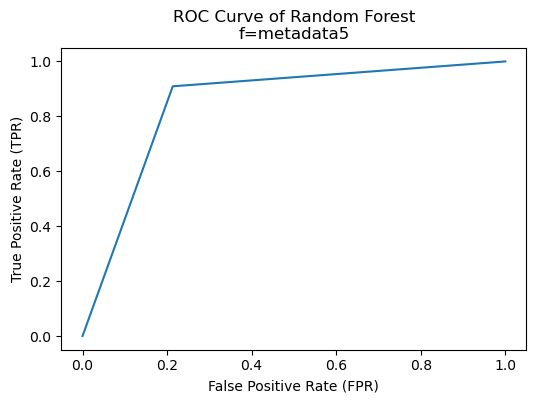 ROC Curve of Random Forest
f=metadata5
1.0
0.8
0.6
0.4
0.2
0.0
True Positive Rate (TPR)
0.0 0.2 0.4 0.6 0.8 1.0
False Positive Rate (FPR)